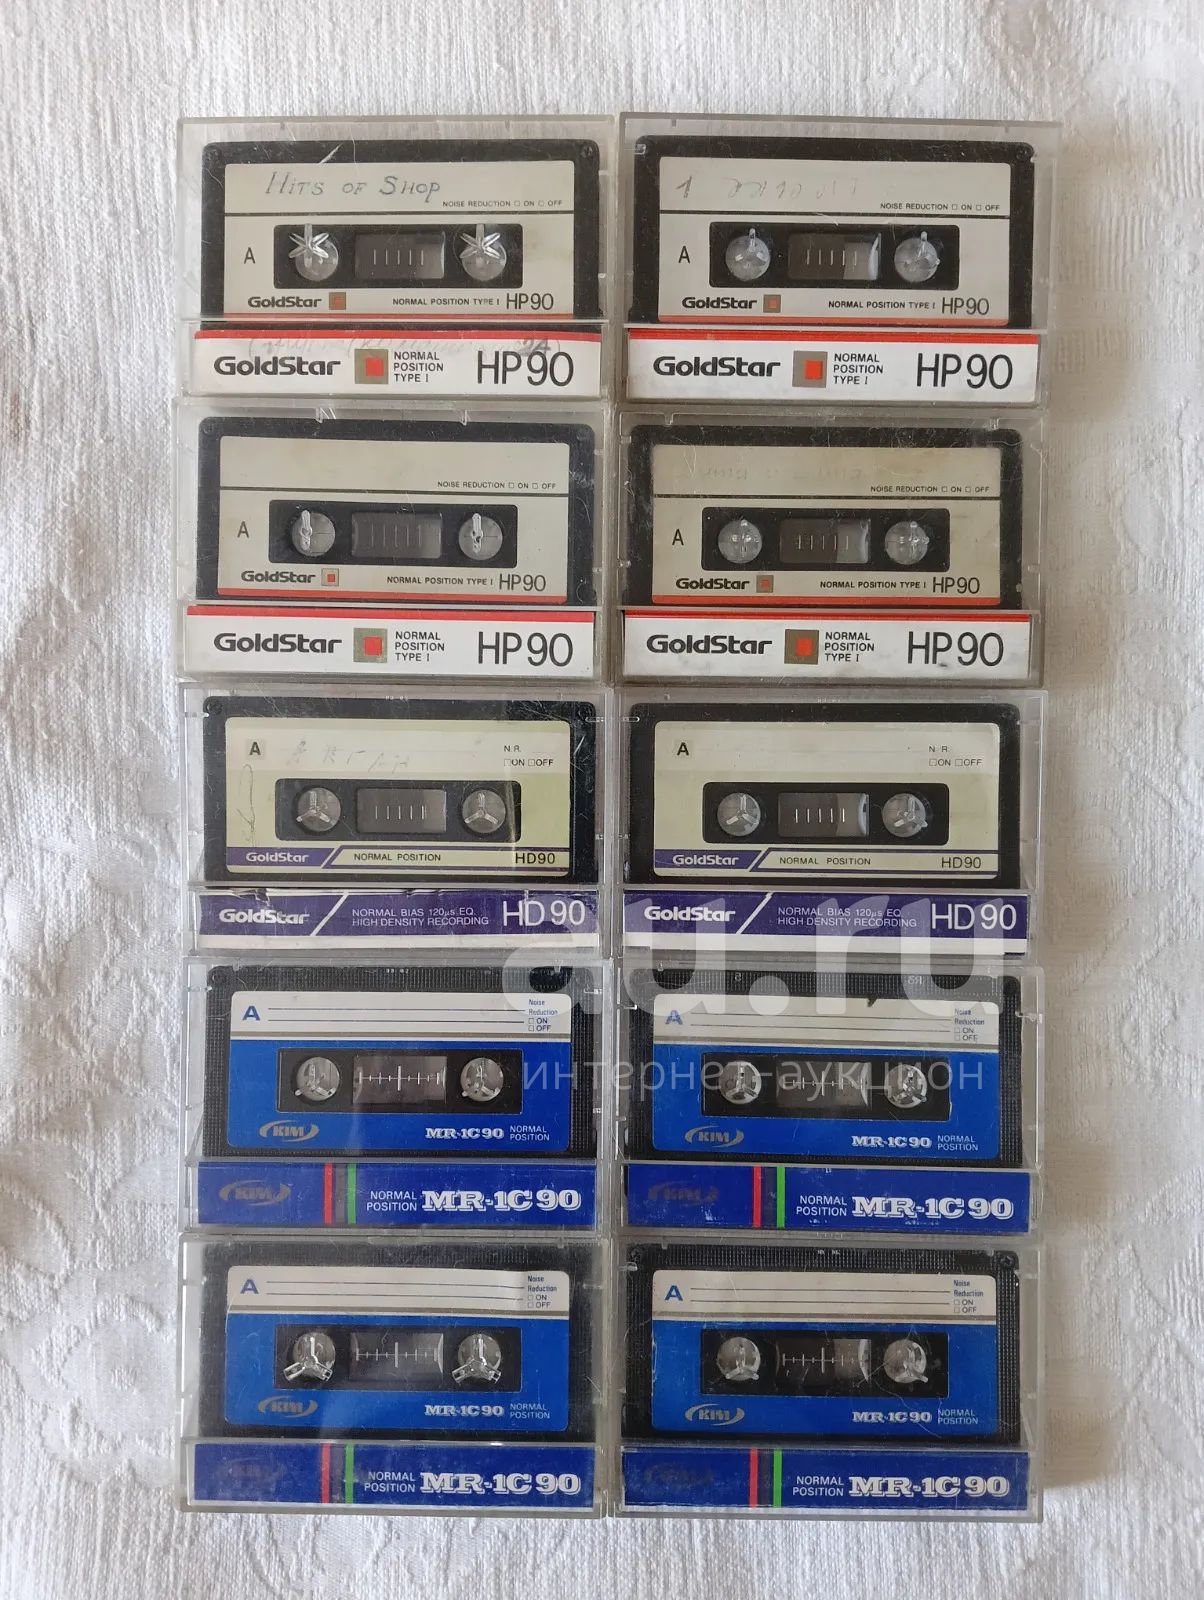 Hits of Shop
NOISE REDUCTION □ ON □ OFF
A
GoldStar NORMAL POSITION TYPE I HP90
24
GoldStar NORMAL POSITION TYPE I HP90
1
NOISE REDUCTION □ ON □ OFF
A
GoldStar NORMAL POSITION TYPE I HP90
GoldStar NORMAL POSITION TYPE I HP90
NOISE REDUCTION □ ON □ OFF
A
GoldStar NORMAL POSITION TYPE I HP90
GoldStar NORMAL POSITION TYPE I HP90
NOISE REDUCTION □ ON □ OFF
A
GoldStar NORMAL POSITION TYPE I HP90
GoldStar NORMAL POSITION TYPE I HP90
A N.R.
□ON □OFF
GoldStar NORMAL POSITION HD90
GoldStar NORMAL BIAS 120μs EQ.
HIGH DENSITY RECORDING HD90
A N.R.
□ON □OFF
GoldStar NORMAL POSITION HD90
GoldStar NORMAL BIAS 120μs EQ.
HIGH DENSITY RECORDING HD90
au.ru
интернет-аукцион
A Noise
Reduction
□ ON
□ OFF
KIM MR-1C90 NORMAL POSITION
KIM NORMAL POSITION MR-1C90
A Noise
Reduction
□ ON
□ OFF
KIM MR-1C90 NORMAL POSITION
KIM NORMAL POSITION MR-1C90
A Noise
Reduction
□ ON
□ OFF
KIM MR-1C90 NORMAL POSITION
KIM NORMAL POSITION MR-1C90
A Noise
Reduction
□ ON
□ OFF
KIM MR-1C90 NORMAL POSITION
KIM NORMAL POSITION MR-1C90